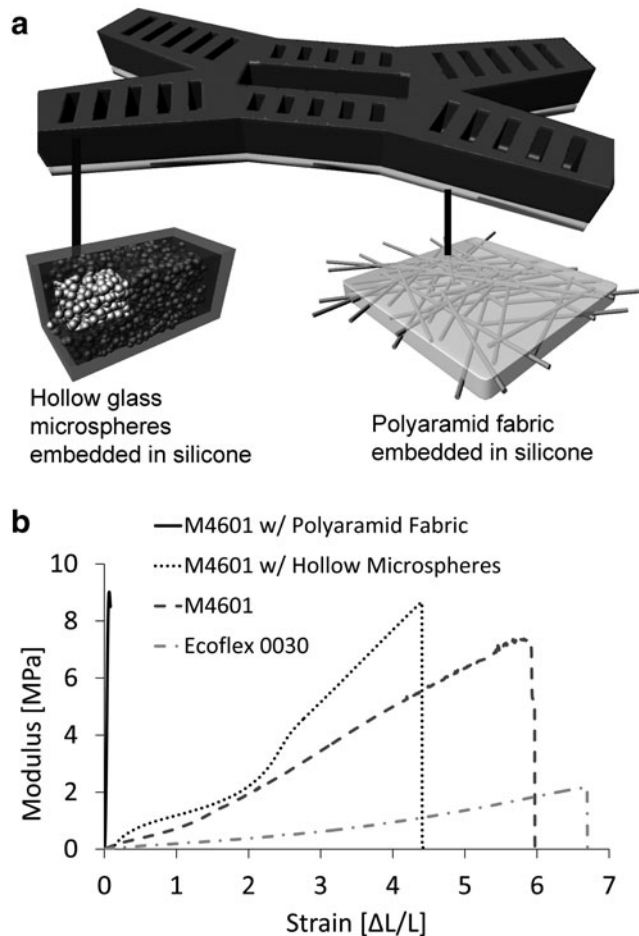 a
Hollow glass
microspheres
embedded in silicone
Polyaramid fabric
embedded in silicone
b
M4601 w/ Polyaramid Fabric
M4601 w/ Hollow Microspheres
M4601
Ecoflex 0030
10
8
6
4
2
0
Modulus [MPa]
0 1 2 3 4 5 6 7
Strain [ΔL/L]